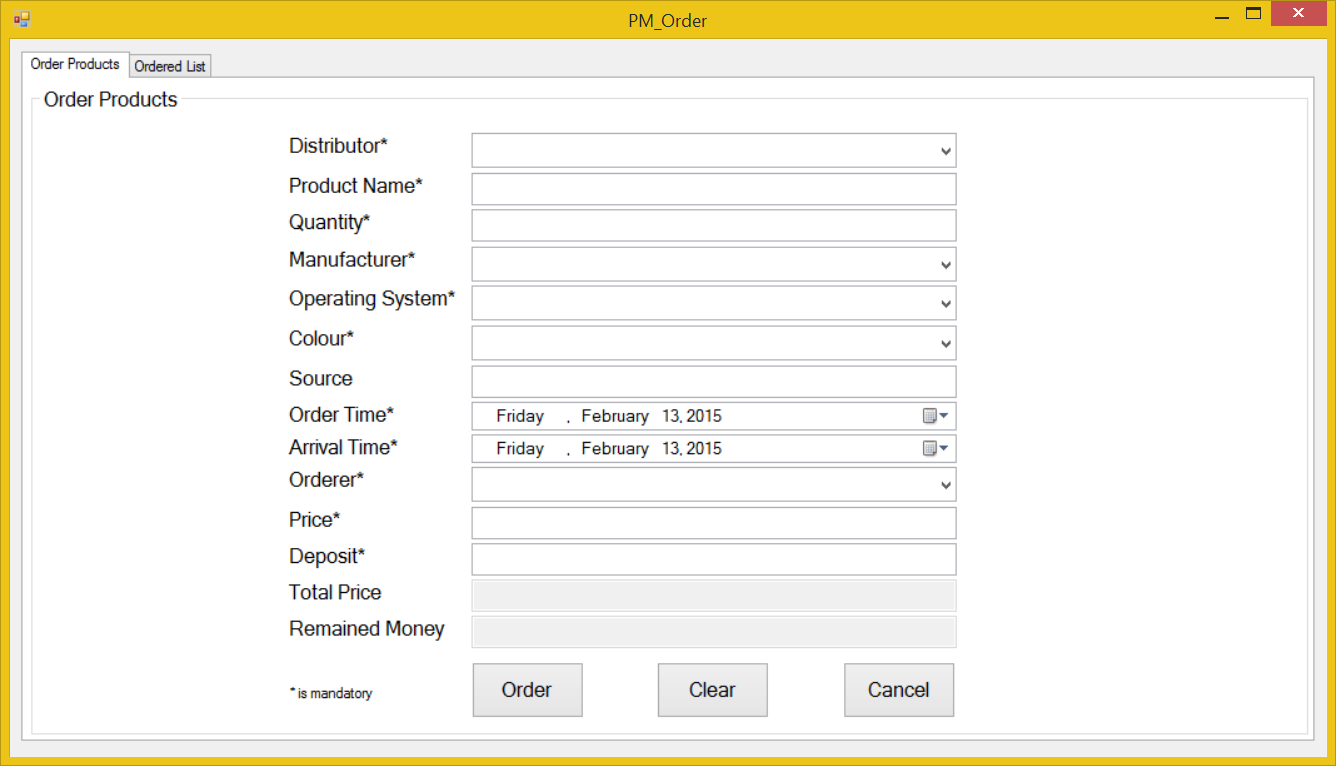 PM_Order
Order Products
Ordered List
Order Products
Distributor*
Product Name*
Quantity*
Manufacturer*
Operating System*
Colour*
Source
Order Time* Friday , February 13, 2015
Arrival Time* Friday , February 13, 2015
Orderer*
Price*
Deposit*
Total Price
Remained Money
* is mandatory
Order
Clear
Cancel